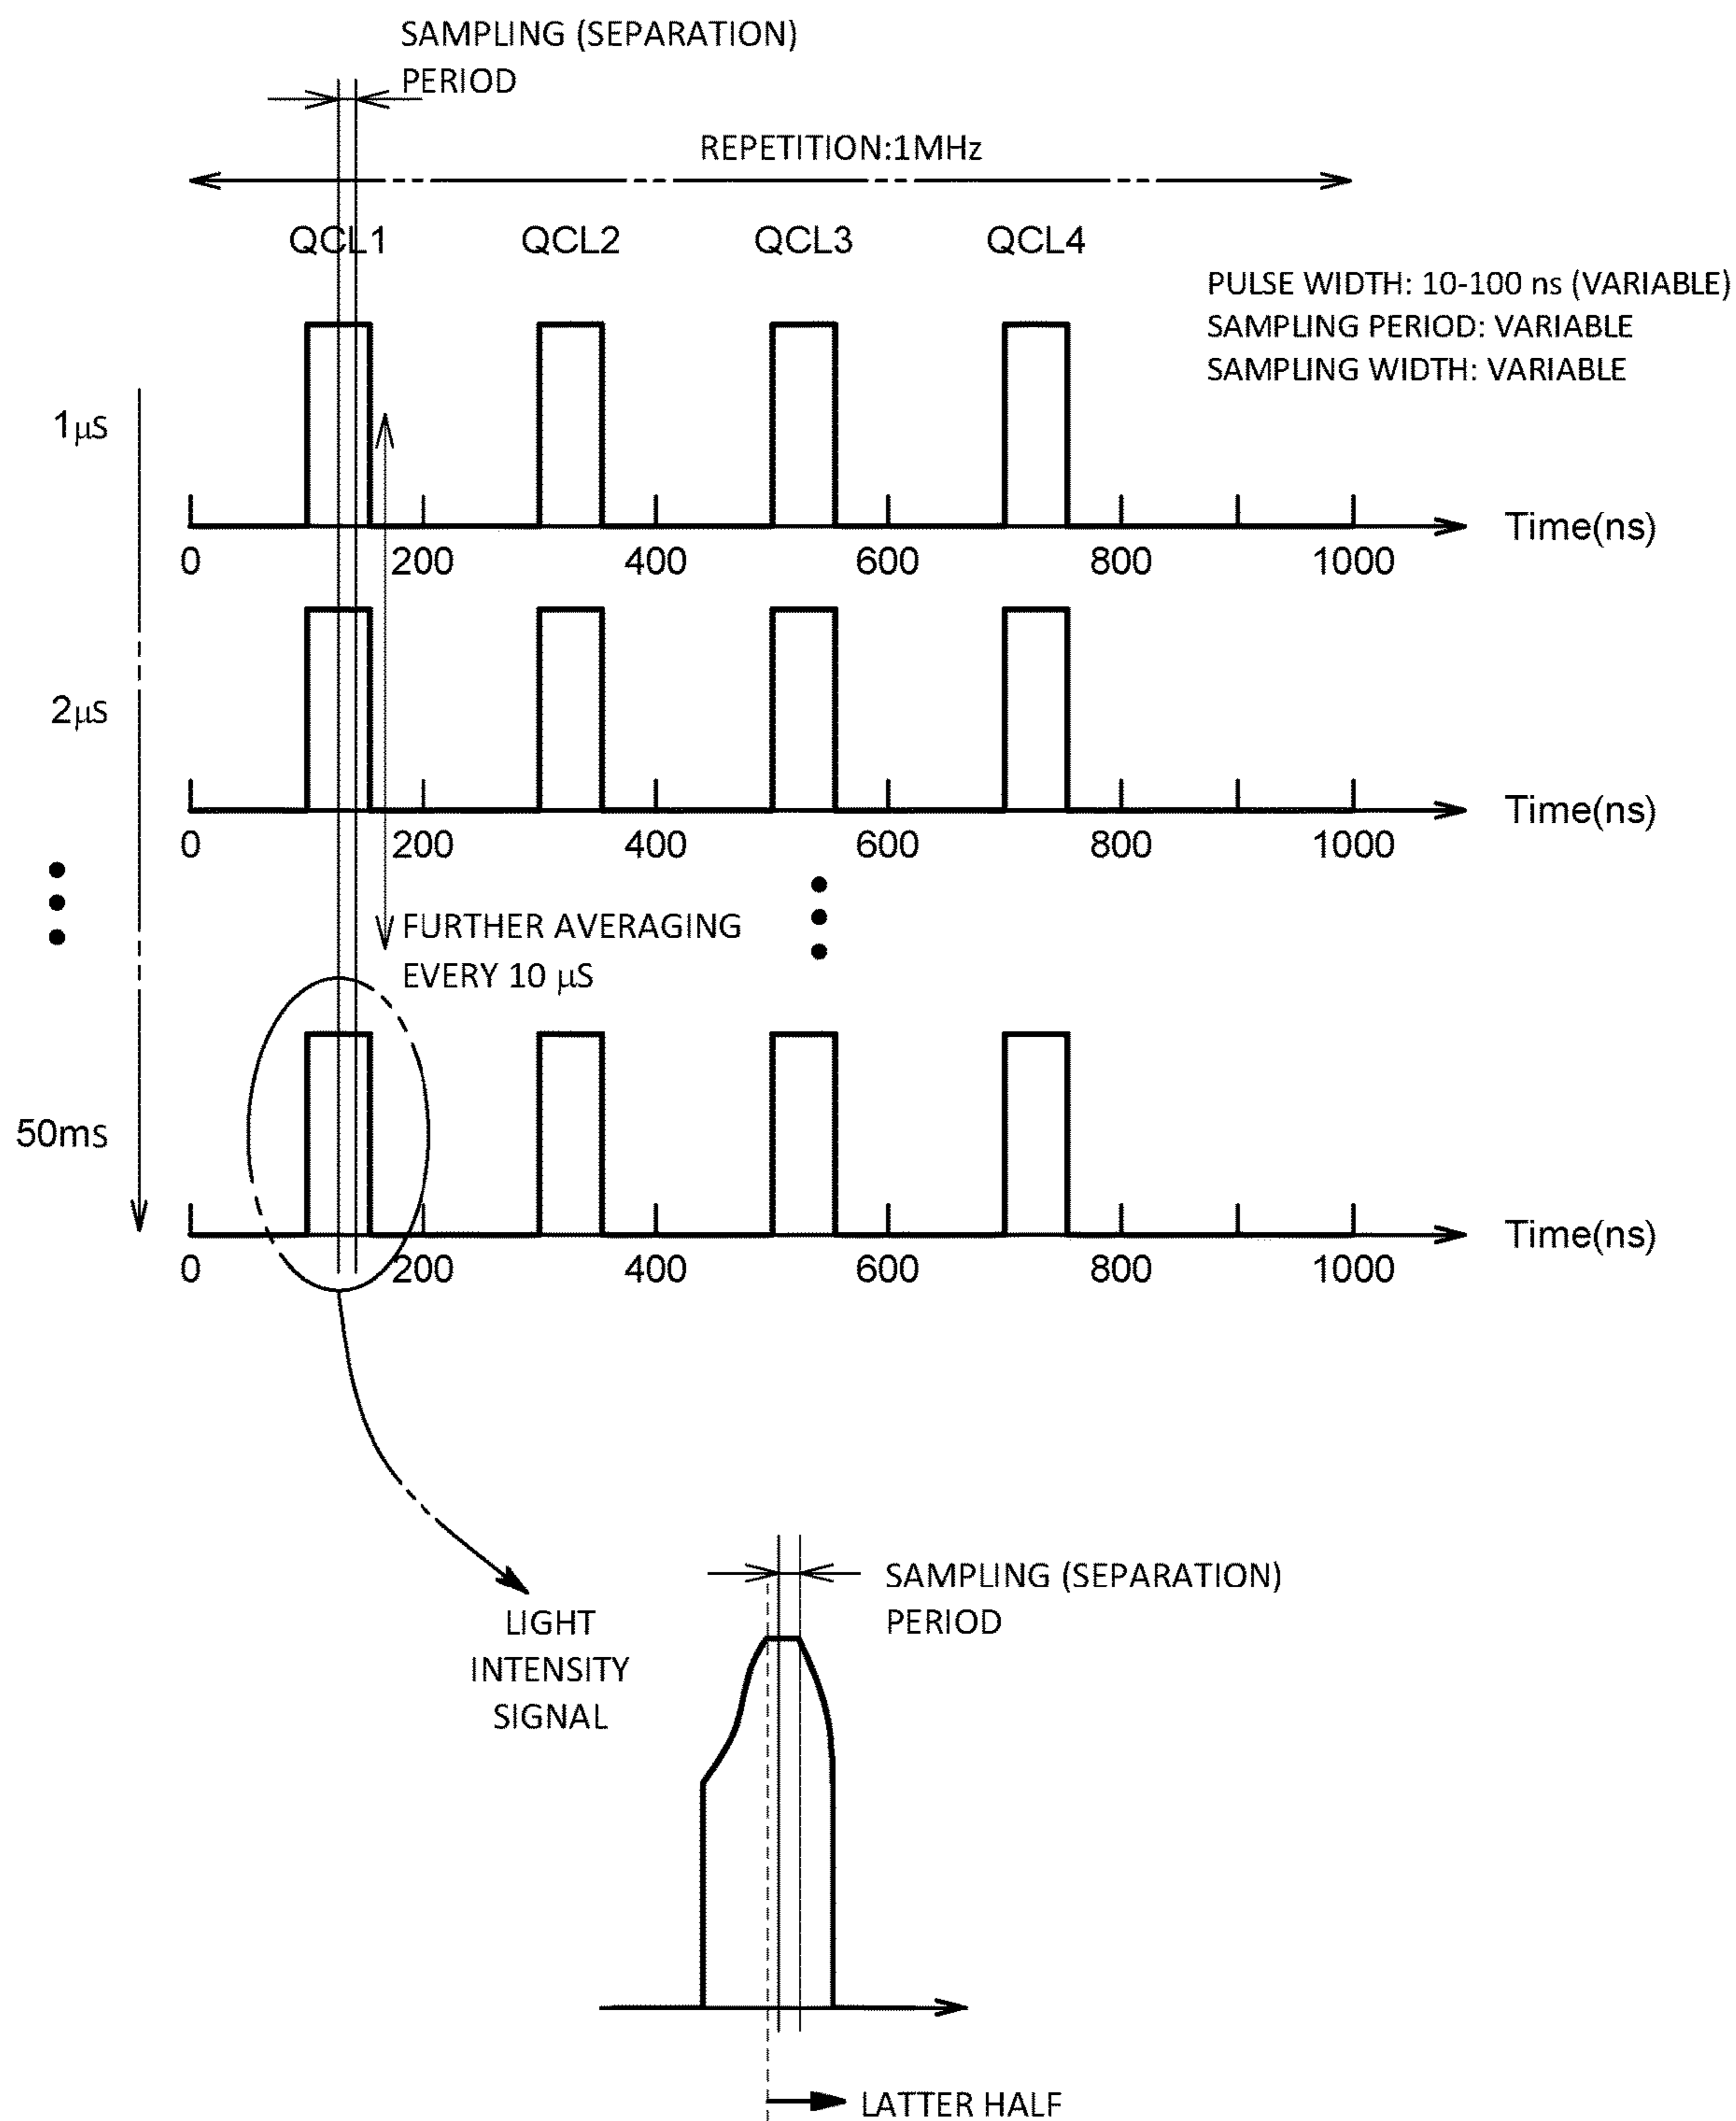 SAMPLING (SEPARATION)
PERIOD
REPETITION:1MHz
QCL1 QCL2 QCL3 QCL4
PULSE WIDTH: 10-100 ns (VARIABLE)
SAMPLING PERIOD: VARIABLE
SAMPLING WIDTH: VARIABLE
1μS
Time(ns)
0 200 400 600 800 1000
2μS
Time(ns)
0 200 400 600 800 1000
FURTHER AVERAGING
EVERY 10 μS
50ms
Time(ns)
0 200 400 600 800 1000
SAMPLING (SEPARATION)
PERIOD
LIGHT
INTENSITY
SIGNAL
LATTER HALF